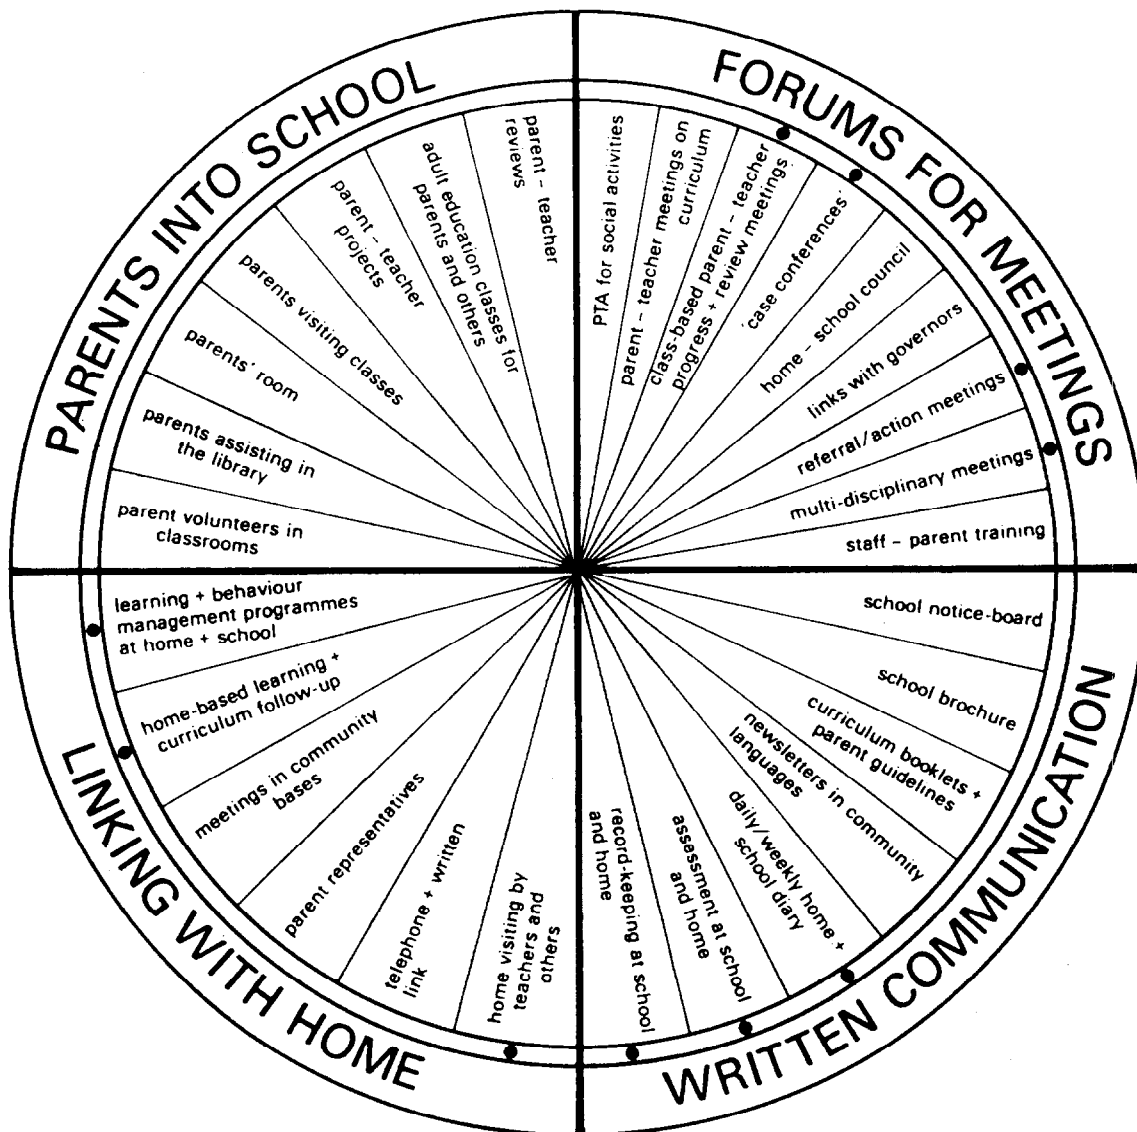 PARENTS INTO SCHOOL
parent – teacher
reviews
adult education classes for
parents and others
parent – teacher
projects
parents visiting classes
parents' room
parents assisting in
the library
parent volunteers in
classrooms
FORUMS FOR MEETINGS
PTA for social activities
parent – teacher meetings on
curriculum
class-based parent – teacher
progress + review meetings
'case conferences'
home – school council
links with governors
referral/action meetings
multi-disciplinary meetings
staff – parent training
WRITTEN COMMUNICATION
school notice-board
school brochure
curriculum booklets +
parent guidelines
newsletters in community
languages
daily/weekly home +
school diary
assessment at school
and home
record-keeping at school
and home
LINKING WITH HOME
learning + behaviour
management programmes
at home + school
home-based learning +
curriculum follow-up
meetings in community
bases
parent representatives
telephone + written
link
home visiting by
teachers and
others